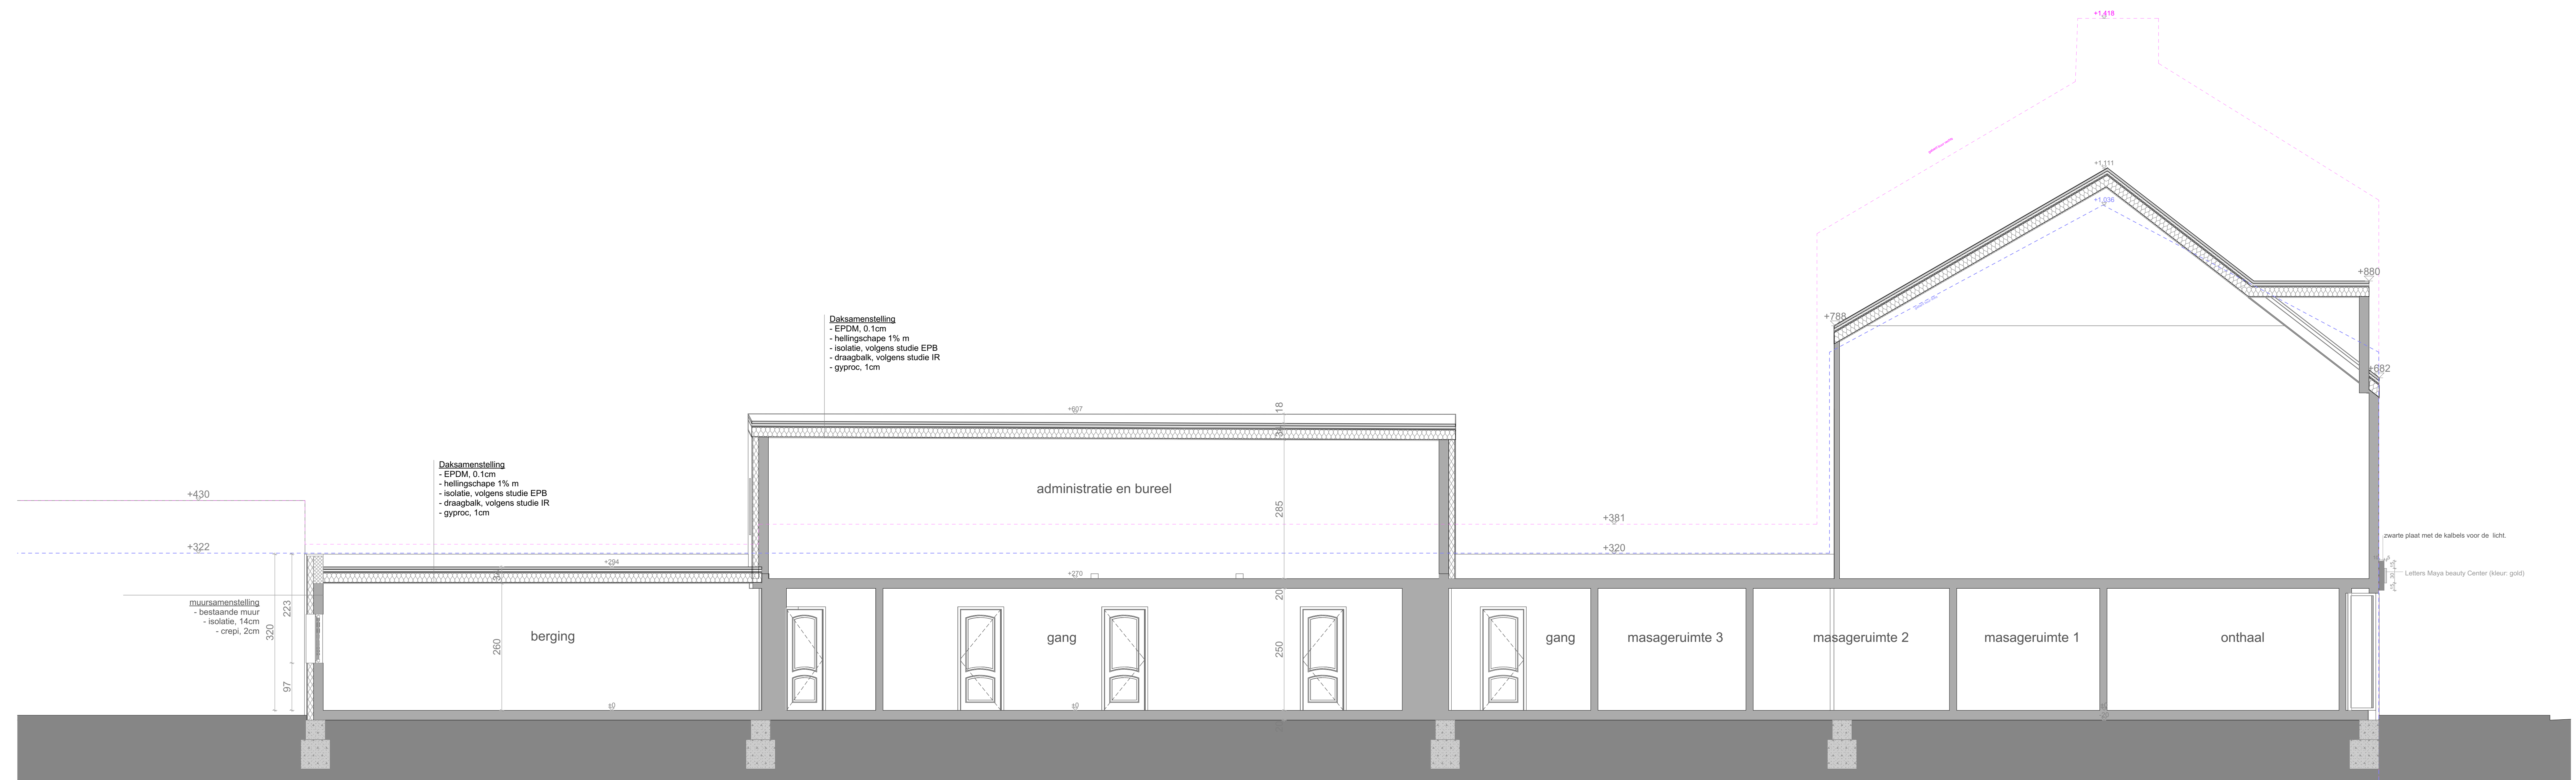 +1,418
+1,111
+1,036
+880
+788
+682
Daksamenstelling
- EPDM, 0.1cm
- hellingschape 1% m
- isolatie, volgens studie EPB
- draagbalk, volgens studie IR
- gyproc, 1cm
+607
18
285
administratie en bureel
Daksamenstelling
- EPDM, 0.1cm
- hellingschape 1% m
- isolatie, volgens studie EPB
- draagbalk, volgens studie IR
- gyproc, 1cm
+430
+381
+322
+320
zwarte plaat met de kalbels voor de licht.
+294
+270
20
15
30
15
Letters Maya beauty Center (kleur: gold)
muursamenstelling
- bestaande muur
- isolatie, 14cm
- crepi, 2cm
223
320
97
260
250
berging
gang
gang
masageruimte 3
masageruimte 2
masageruimte 1
onthaal
±0
±0